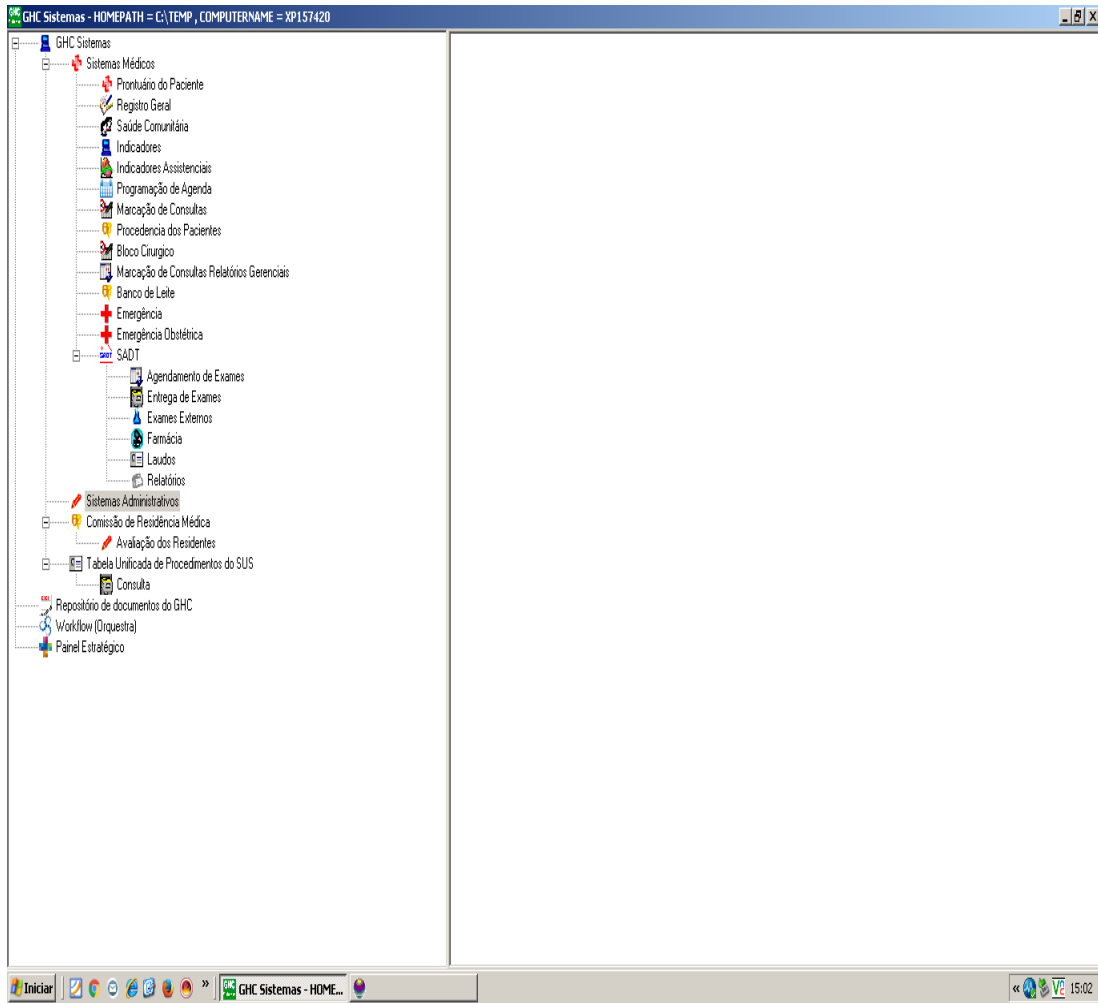 GHC Sistemas - HOMEPATH = C:\TEMP , COMPUTERNAME = XP157420
GHC Sistemas
Sistemas Médicos
Prontuário do Paciente
Registro Geral
Saúde Comunitária
Indicadores
Indicadores Assistenciais
Programação de Agenda
Marcação de Consultas
Procedencia dos Pacientes
Bloco Cirurgico
Marcação de Consultas Relatórios Gerenciais
Banco de Leite
Emergência
Emergência Obstétrica
SADT
Agendamento de Exames
Entrega de Exames
Exames Externos
Farmácia
Laudos
Relatórios
Sistemas Administrativos
Comissão de Residência Médica
Avaliação dos Residentes
Tabela Unificada de Procedimentos do SUS
Consulta
Repositório de documentos do GHC
Workflow (Orquestra)
Painel Estratégico
Iniciar » GHC Sistemas - HOME... « 15:02